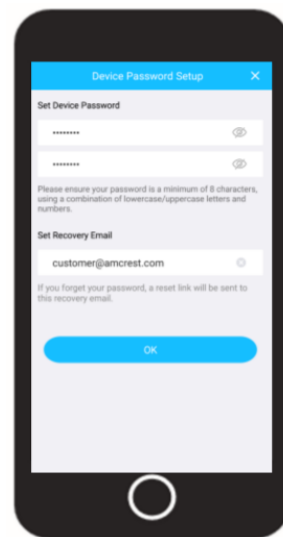 Device Password Setup
Set Device Password
••••••••
••••••••
Please ensure your password is a minimum of 8 characters,
using a combination of lowercase/uppercase letters and
numbers.
Set Recovery Email
customer@amcrest.com
If you forget your password, a reset link will be sent to
this recovery email.
OK